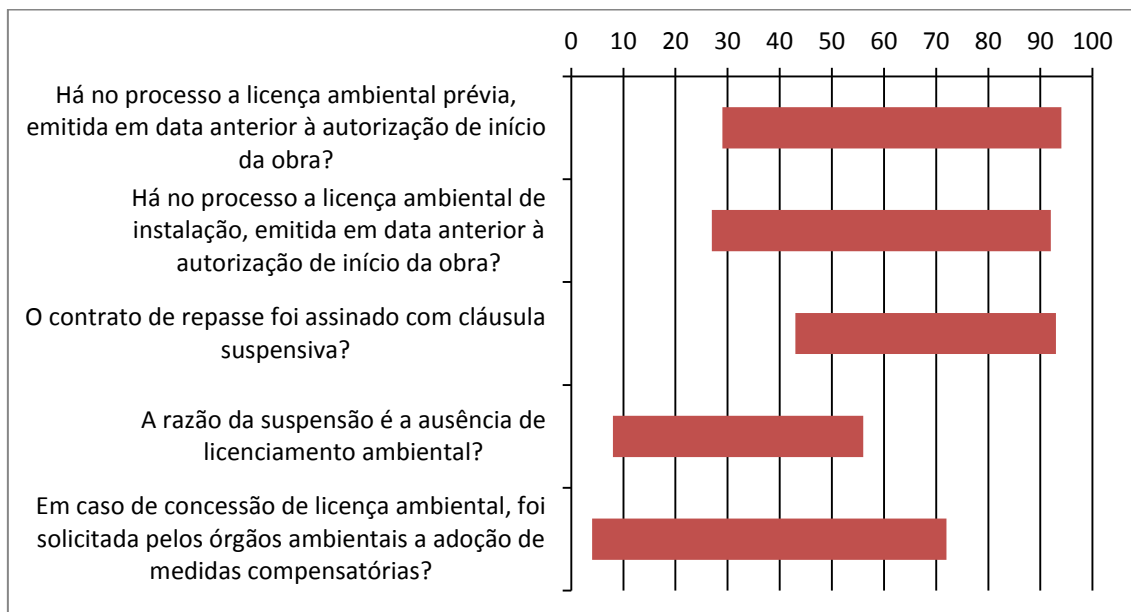 0 10 20 30 40 50 60 70 80 90 100
Há no processo a licença ambiental prévia,
emitida em data anterior à autorização de início
da obra?
Há no processo a licença ambiental de
instalação, emitida em data anterior à
autorização de início da obra?
O contrato de repasse foi assinado com cláusula
suspensiva?
A razão da suspensão é a ausência de
licenciamento ambiental?
Em caso de concessão de licença ambiental, foi
solicitada pelos órgãos ambientais a adoção de
medidas compensatórias?